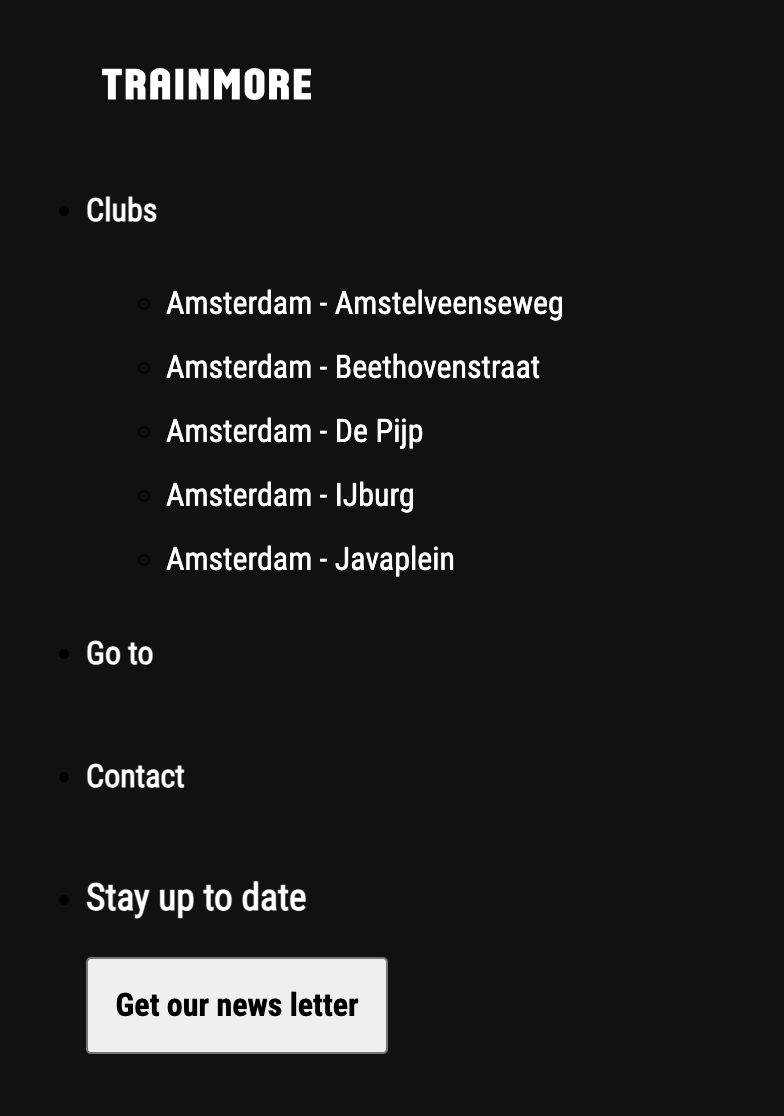 TRAINMORE
Clubs
Amsterdam - Amstelveenseweg
Amsterdam - Beethovenstraat
Amsterdam - De Pijp
Amsterdam - IJburg
Amsterdam - Javaplein
Go to
Contact
Stay up to date
Get our news letter